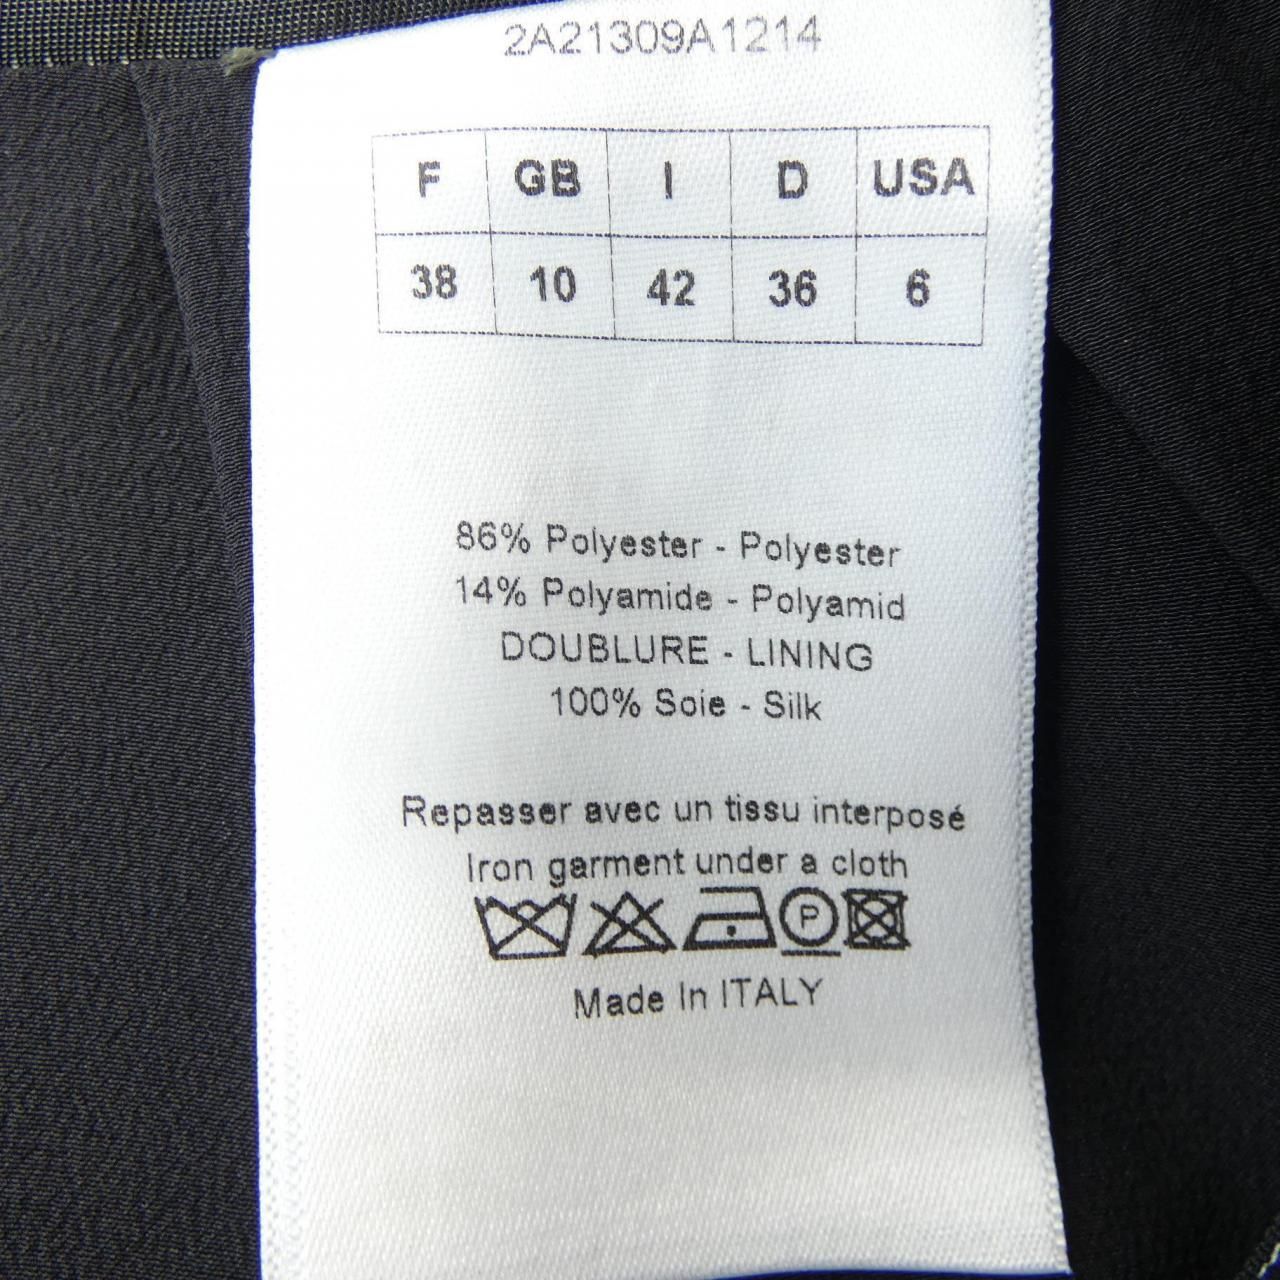 2A21309A1214
F GB I D USA
38 10 42 36 6
86% Polyester - Polyester
14% Polyamide - Polyamid
DOUBLURE - LINING
100% Soie - Silk
Repasser avec un tissu interposé
Iron garment under a cloth
P
Made In ITALY